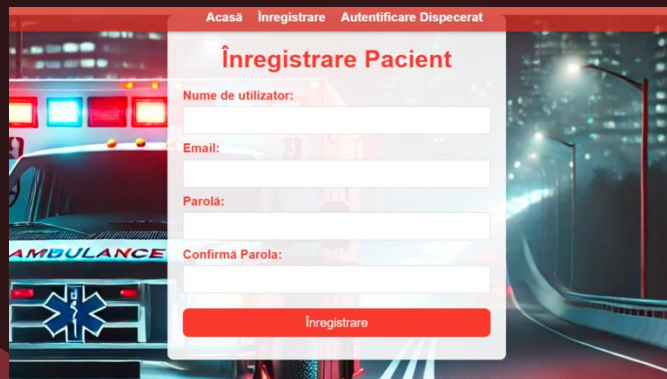 Acasă Înregistrare Autentificare Dispecerat
Înregistrare Pacient
Nume de utilizator:
Email:
Parolă:
AMBULANCE
Confirmă Parola:
Înregistrare